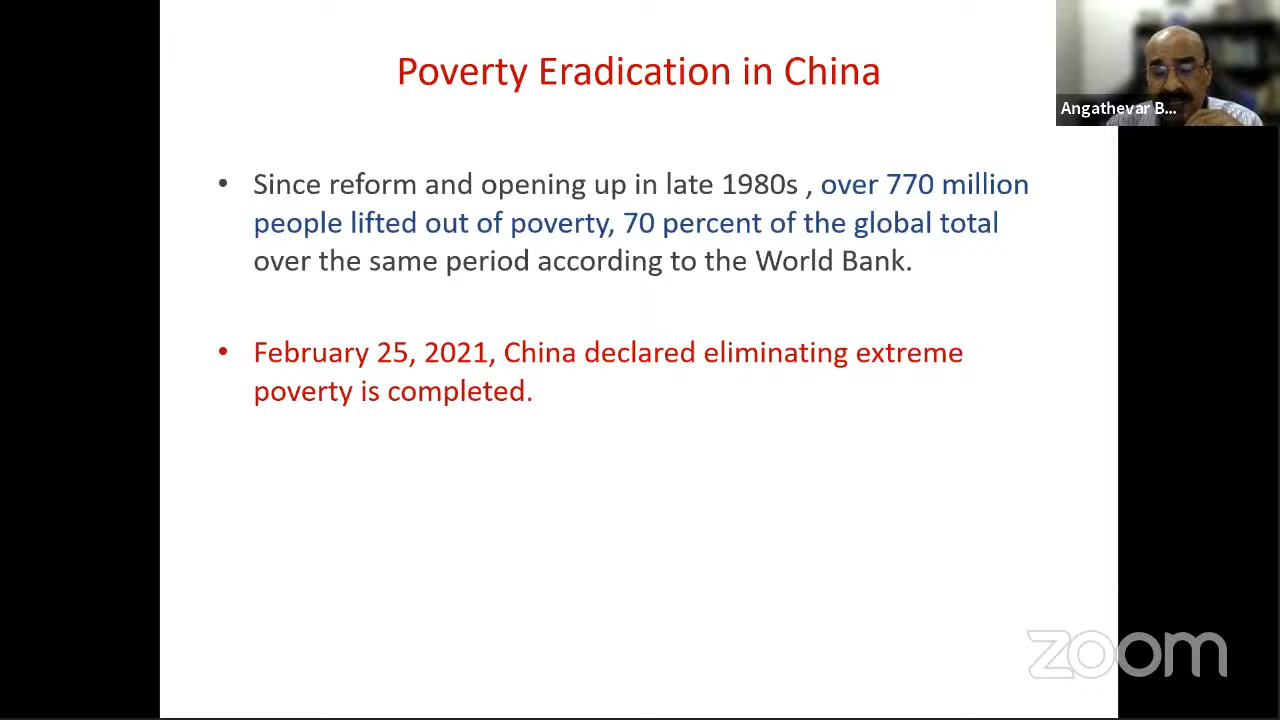 Poverty Eradication in China
Angathevar B...
• Since reform and opening up in late 1980s , over 770 million
people lifted out of poverty, 70 percent of the global total
over the same period according to the World Bank.
• February 25, 2021, China declared eliminating extreme
poverty is completed.
zoom